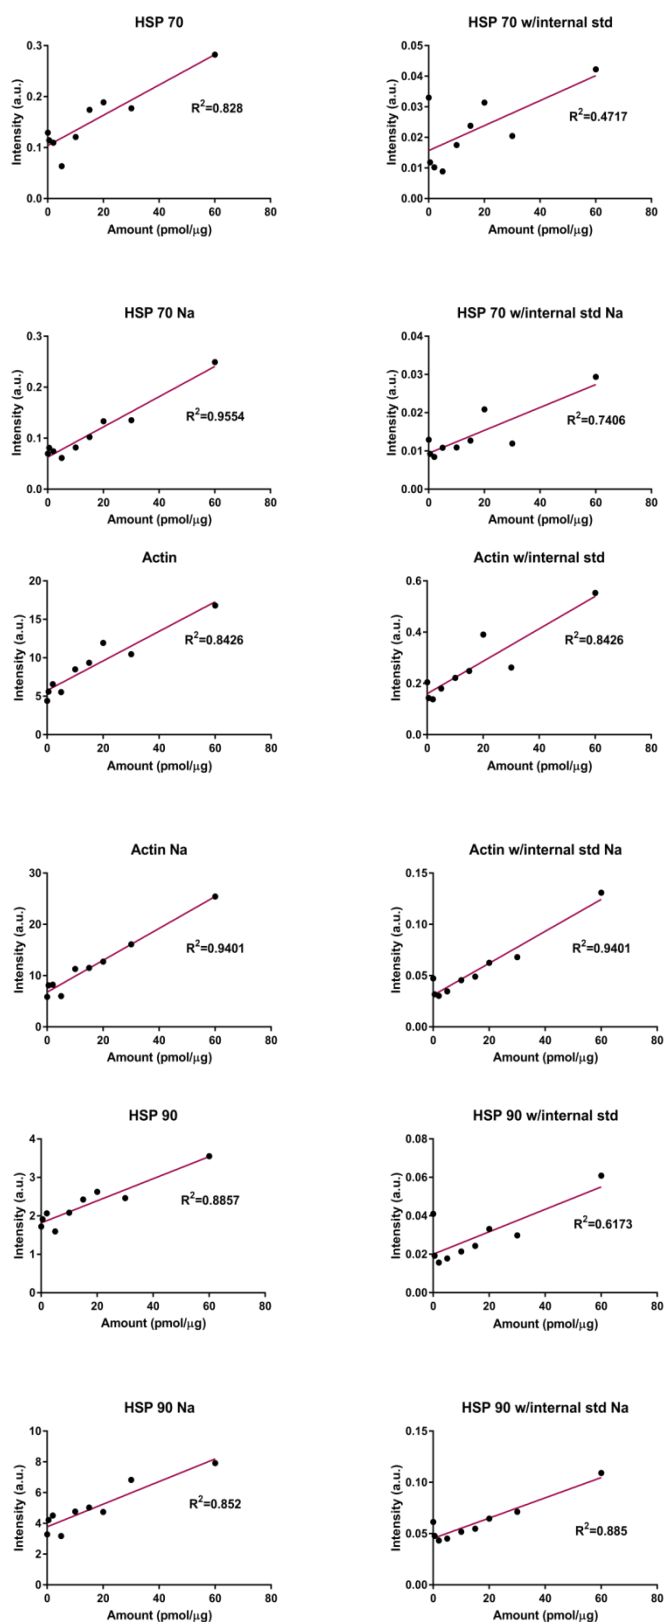 HSP 70
0.3
0.2
0.1
0.0
Intensity (a.u.)
R²=0.828
0 20 40 60 80
Amount (pmol/μg)
HSP 70 w/internal std
0.05
0.04
0.03
0.02
0.01
0.00
Intensity (a.u.)
R²=0.4717
0 20 40 60 80
Amount (pmol/μg)
HSP 70 Na
0.3
0.2
0.1
0.0
Intensity (a.u.)
R²=0.9554
0 20 40 60 80
Amount (pmol/μg)
HSP 70 w/internal std Na
0.04
0.03
0.02
0.01
0.00
Intensity (a.u.)
R²=0.7406
0 20 40 60 80
Amount (pmol/μg)
Actin
20
15
10
5
0
Intensity (a.u.)
R²=0.8426
0 20 40 60 80
Amount (pmol/μg)
Actin w/internal std
0.6
0.4
0.2
0.0
Intensity (a.u.)
R²=0.8426
0 20 40 60 80
Amount (pmol/μg)
Actin Na
30
20
10
0
Intensity (a.u.)
R²=0.9401
0 20 40 60 80
Amount (pmol/μg)
Actin w/internal std Na
0.15
0.10
0.05
0.00
Intensity (a.u.)
R²=0.9401
0 20 40 60 80
Amount (pmol/μg)
HSP 90
4
3
2
1
0
Intensity (a.u.)
R²=0.8857
0 20 40 60 80
Amount (pmol/μg)
HSP 90 w/internal std
0.08
0.06
0.04
0.02
0.00
Intensity (a.u.)
R²=0.6173
0 20 40 60 80
Amount (pmol/μg)
HSP 90 Na
10
8
6
4
2
0
Intensity (a.u.)
R²=0.852
0 20 40 60 80
Amount (pmol/μg)
HSP 90 w/internal std Na
0.15
0.10
0.05
0.00
Intensity (a.u.)
R²=0.885
0 20 40 60 80
Amount (pmol/μg)